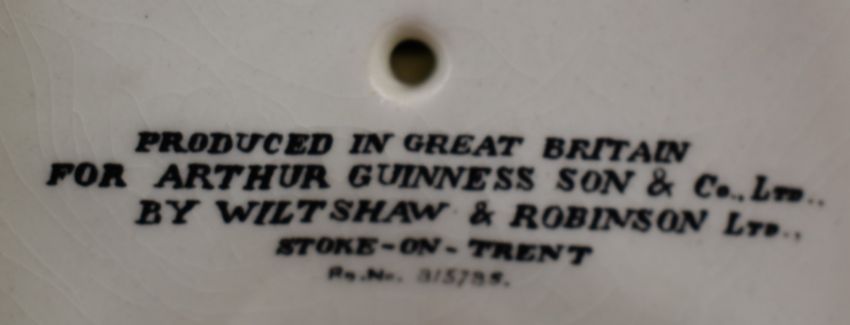 PRODUCED IN GREAT BRITAIN
FOR ARTHUR GUINNESS SON & Co., LTD.,
BY WILTSHAW & ROBINSON LTD.,
STOKE-ON-TRENT